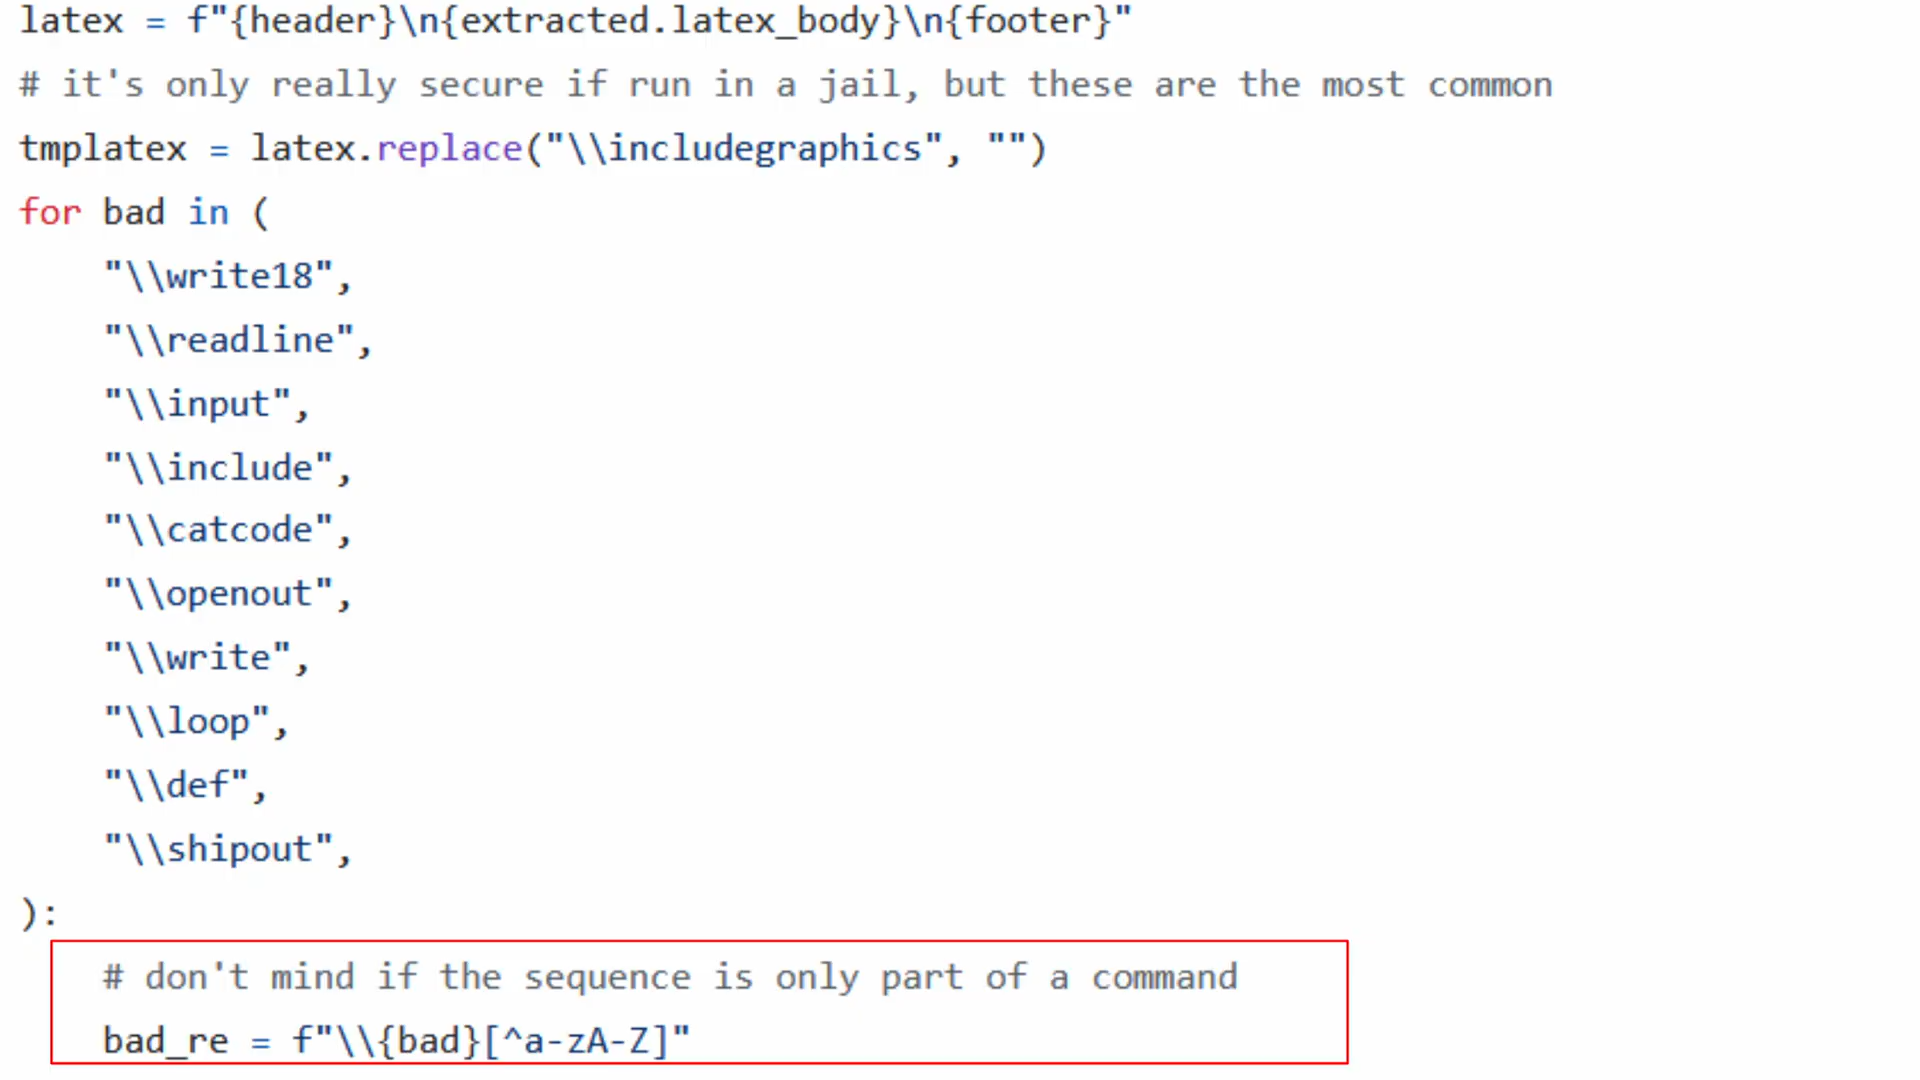 latex = f"{header}\n{extracted.latex_body}\n{footer}"
# it's only really secure if run in a jail, but these are the most common
tmplatex = latex.replace("\\includegraphics", "")
for bad in (
    "\\write18",
    "\\readline",
    "\\input",
    "\\include",
    "\\catcode",
    "\\openout",
    "\\write",
    "\\loop",
    "\\def",
    "\\shipout",
):
    # don't mind if the sequence is only part of a command
    bad_re = f"\\{bad}[^a-zA-Z]"